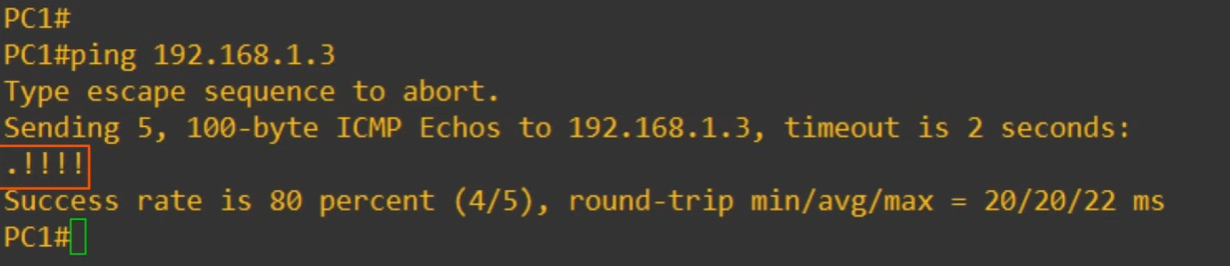 PC1#
PC1#ping 192.168.1.3
Type escape sequence to abort.
Sending 5, 100-byte ICMP Echos to 192.168.1.3, timeout is 2 seconds:
.!!!!
Success rate is 80 percent (4/5), round-trip min/avg/max = 20/20/22 ms
PC1#